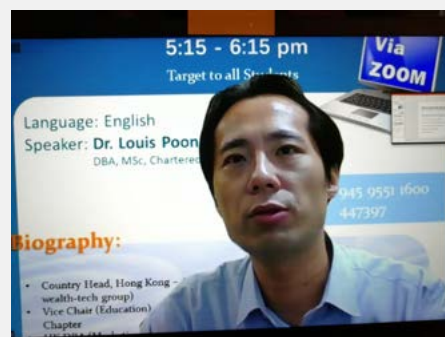 5:15 - 6:15 pm
Target to all Students
Via
ZOOM
Language: English
Speaker: Dr. Louis Poon
DBA, MSc, Chartered
945 9551 1600
447397
Biography:
• Country Head, Hong Kong -
wealth-tech group)
• Vice Chair (Education)
Chapter